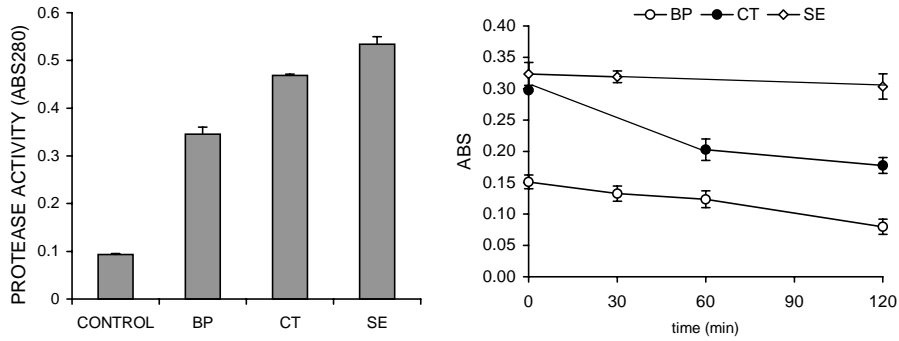 PROTEASE ACTIVITY (ABS280)
0.6
0.5
0.4
0.3
0.2
0.1
0
CONTROL BP CT SE
BP CT SE
ABS
0.40
0.35
0.30
0.25
0.20
0.15
0.10
0.05
0.00
0 30 60 90 120
time (min)